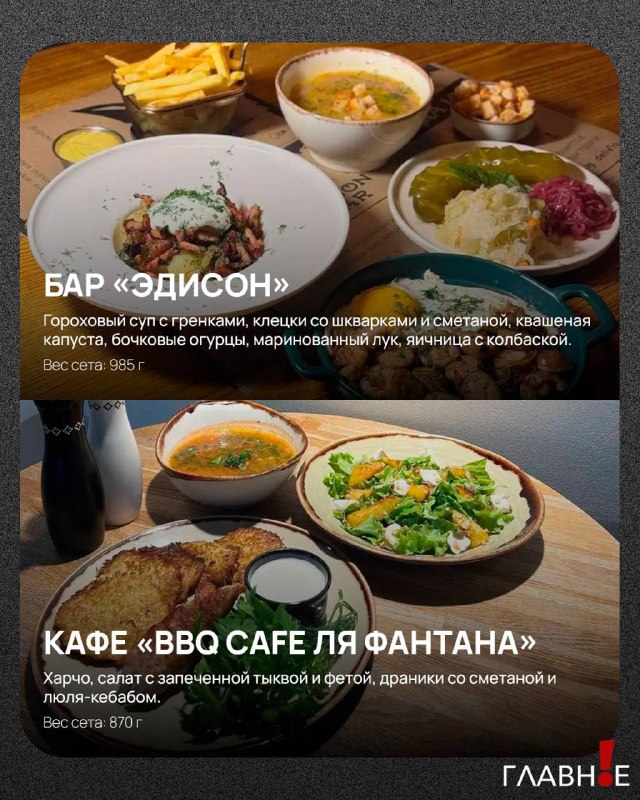 БАР «ЭДИСОН»
Гороховый суп с гренками, клецки со шкварками и сметаной, квашеная
капуста, бочковые огурцы, маринованный лук, яичница с колбаской.
Вес сета: 985 г
КАФЕ «BBQ CAFE ЛЯ ФАНТАНА»
Харчо, салат с запеченной тыквой и фетой, драники со сметаной и
люля-кебабом.
Вес сета: 870 г
ГЛАВН!Е